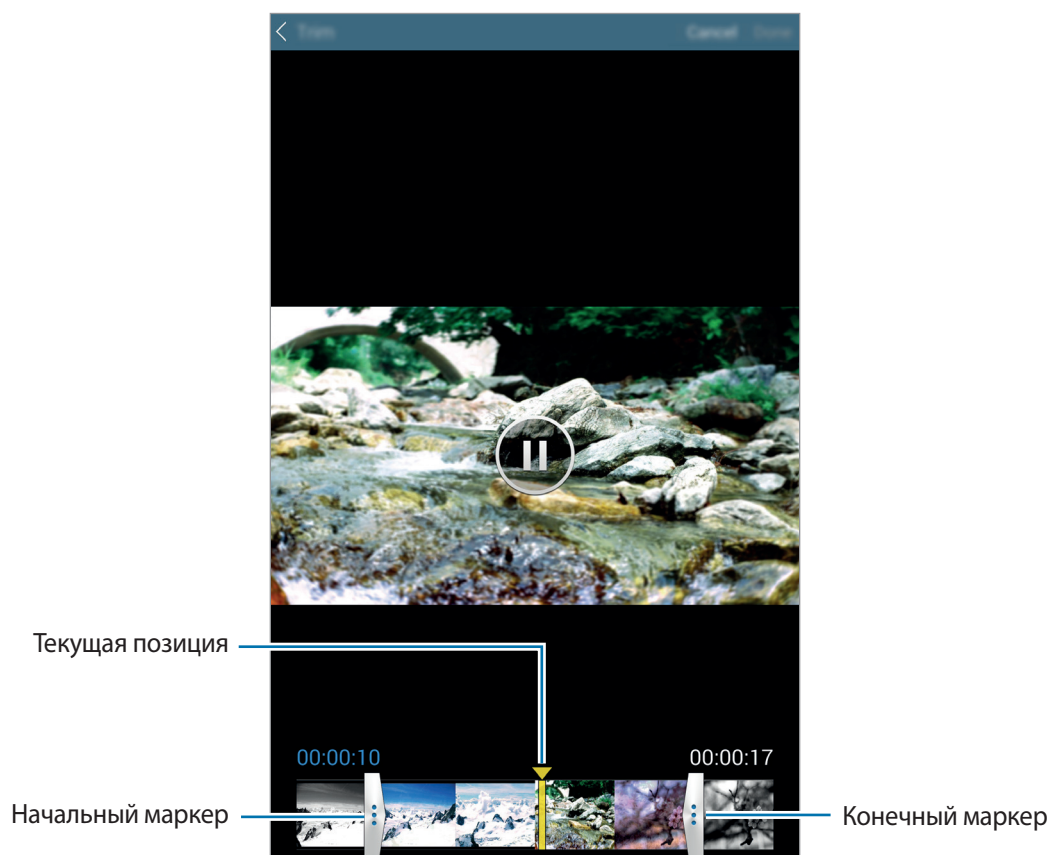 Trim Cancel Done
Текущая позиция
00:00:10 00:00:17
Начальный маркер
Конечный маркер